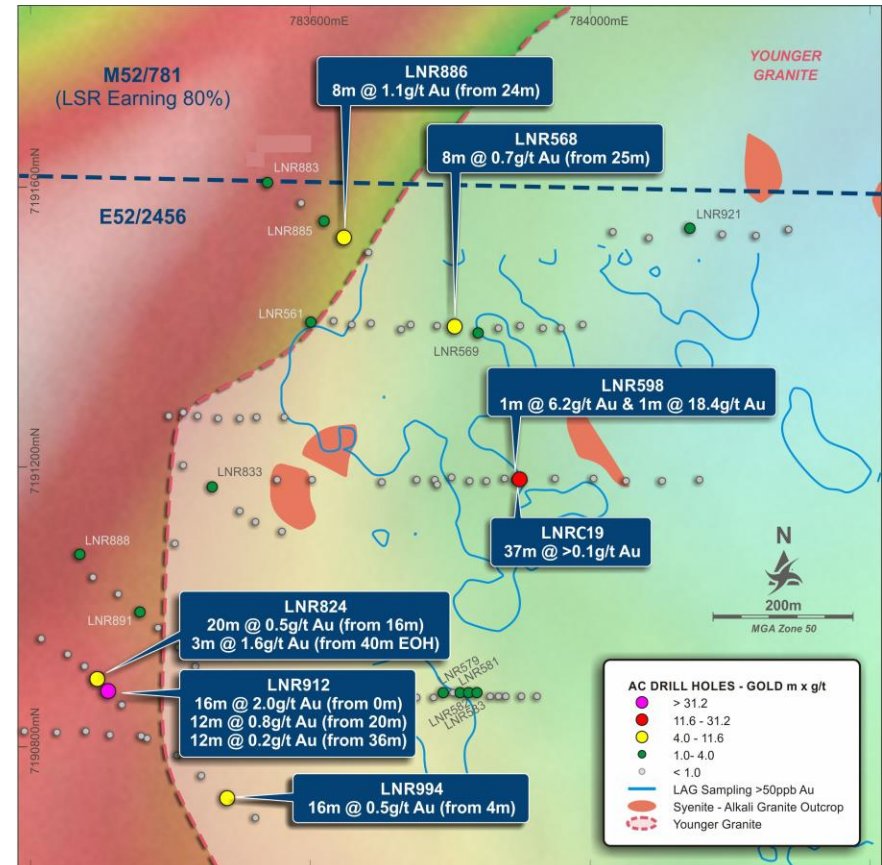 783600mE
784000mE
M52/781
(LSR Earning 80%)
YOUNGER
GRANITE
LNR886
8m @ 1.1g/t Au (from 24m)
LNR568
8m @ 0.7g/t Au (from 25m)
LNR883
7191600mN
E52/2456
LNR885
LNR921
LNR561
LNR569
LNR598
1m @ 6.2g/t Au & 1m @ 18.4g/t Au
7191200mN
LNR833
LNRC19
37m @ >0.1g/t Au
LNR888
N
200m
MGA Zone 50
LNR891
LNR824
20m @ 0.5g/t Au (from 16m)
3m @ 1.6g/t Au (from 40m EOH)
LNR579
LNR581
LNR582
LNR583
LNR912
16m @ 2.0g/t Au (from 0m)
12m @ 0.8g/t Au (from 20m)
12m @ 0.2g/t Au (from 36m)
7190800mN
LNR994
16m @ 0.5g/t Au (from 4m)
AC DRILL HOLES - GOLD m x g/t
> 31.2
11.6 - 31.2
4.0 - 11.6
1.0- 4.0
< 1.0
LAG Sampling >50ppb Au
Syenite - Alkali Granite Outcrop
Younger Granite